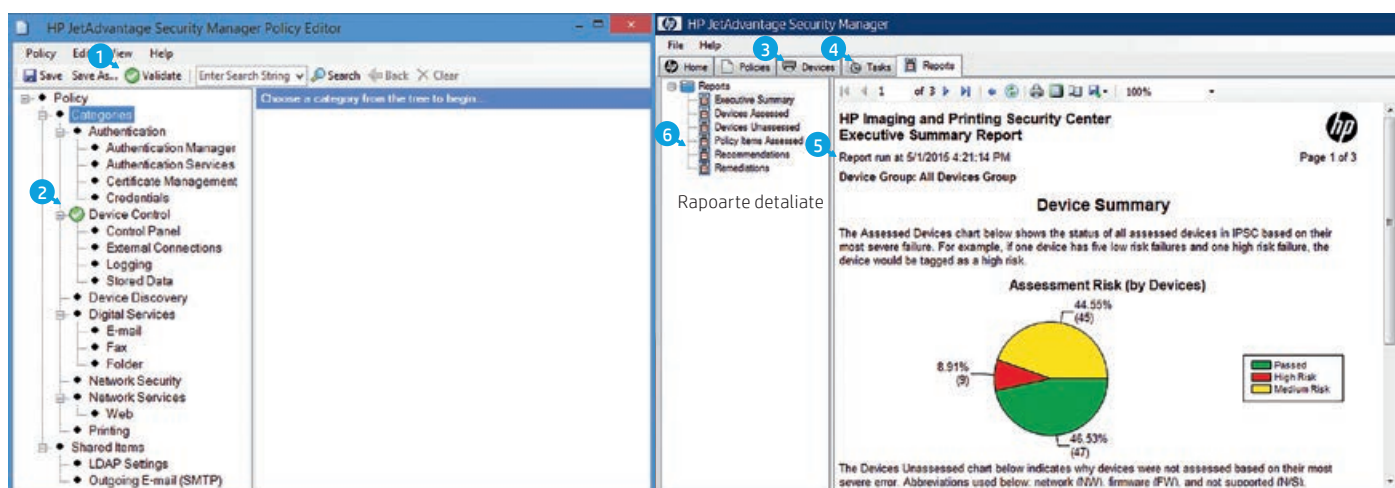 HP JetAdvantage Security Manager Policy Editor
Policy Edit View Help
1
Save Save As... Validate Enter Search String Search Back Clear
Policy
Categories
Authentication
Authentication Manager
Authentication Services
Certificate Management
Credentials
2
Device Control
Control Panel
External Connections
Logging
Stored Data
Device Discovery
Digital Services
E-mail
Fax
Folder
Network Security
Network Services
Web
Printing
Shared Items
LDAP Settings
Outgoing E-mail (SMTP)
Choose a category from the tree to begin...
HP JetAdvantage Security Manager
File Help
3
4
Home Policies Devices Tasks Reports
Reports
Executive Summary
Devices Assessed
Devices Unassessed
6
Policy Items Assessed
Recommendations
Remediations
Rapoarte detaliate
1 of 3 100%
HP Imaging and Printing Security Center
Executive Summary Report
hp
5
Report run at 5/1/2015 4:21:14 PM
Page 1 of 3
Device Group: All Devices Group
Device Summary
The Assessed Devices chart below shows the status of all assessed devices in IPSC based on their
most severe failure. For example, if one device has five low risk failures and one high risk failure, the
device would be tagged as a high risk.
Assessment Risk (by Devices)
44.55%
(45)
8.91%
(9)
46.53%
(47)
Passed
High Risk
Medium Risk
The Devices Unassessed chart below indicates why devices were not assessed based on their most
severe error. Abbreviations used below: network (NW), firmware (FW), and not supported (N/S).